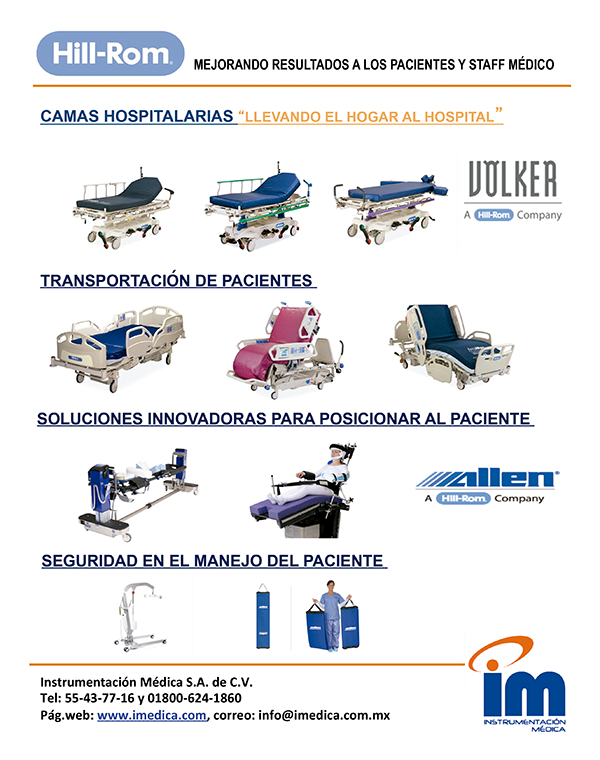 Hill-Rom®
MEJORANDO RESULTADOS A LOS PACIENTES Y STAFF MÉDICO
CAMAS HOSPITALARIAS “LLEVANDO EL HOGAR AL HOSPITAL”
VÖLKER
A Hill-Rom Company
TRANSPORTACIÓN DE PACIENTES
SOLUCIONES INNOVADORAS PARA POSICIONAR AL PACIENTE
Allen®
A Hill-Rom Company
SEGURIDAD EN EL MANEJO DEL PACIENTE
Allen
Instrumentación Médica S.A. de C.V.
Tel: 55-43-77-16 y 01800-624-1860
Pág.web: www.imedica.com, correo: info@imedica.com.mx
im
INSTRUMENTACIÓN
MÉDICA